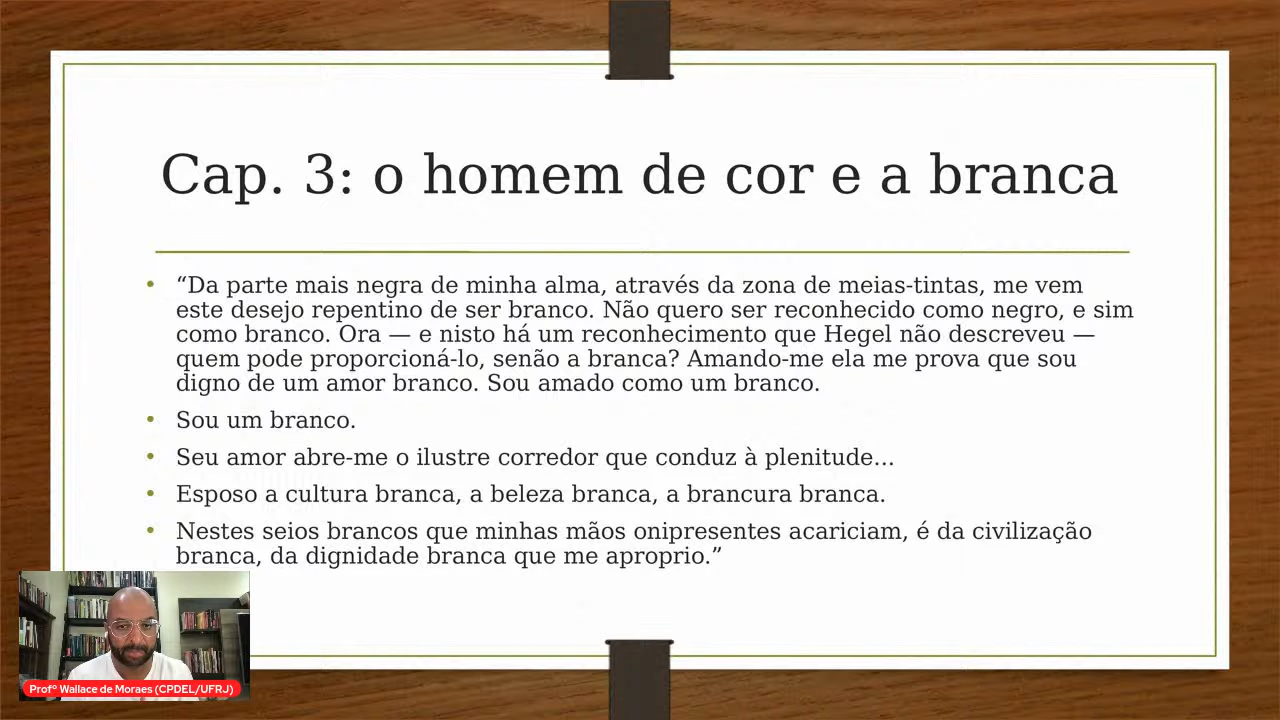 Cap. 3: o homem de cor e a branca
• “Da parte mais negra de minha alma, através da zona de meias-tintas, me vem
este desejo repentino de ser branco. Não quero ser reconhecido como negro, e sim
como branco. Ora — e nisto há um reconhecimento que Hegel não descreveu —
quem pode proporcioná-lo, senão a branca? Amando-me ela me prova que sou
digno de um amor branco. Sou amado como um branco.
• Sou um branco.
• Seu amor abre-me o ilustre corredor que conduz à plenitude...
• Esposo a cultura branca, a beleza branca, a brancura branca.
• Nestes seios brancos que minhas mãos onipresentes acariciam, é da civilização
branca, da dignidade branca que me aproprio.”
Profº Wallace de Moraes (CPDEL/UFRJ)